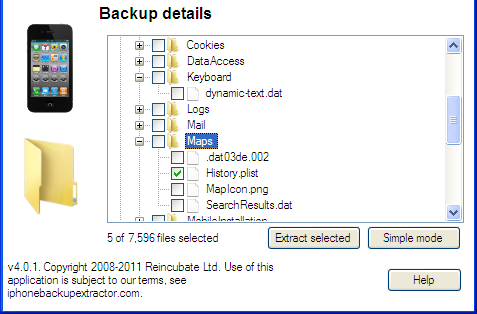 Backup details
Cookies
DataAccess
Keyboard
dynamic-text.dat
Logs
Mail
Maps
.dat03de.002
History.plist
MapIcon.png
SearchResults.dat
MobileInstallation
5 of 7,596 files selected
Extract selected
Simple mode
v4.0.1. Copyright 2008-2011 Reincubate Ltd. Use of this
application is subject to our terms, see
iphonebackupextractor.com.
Help